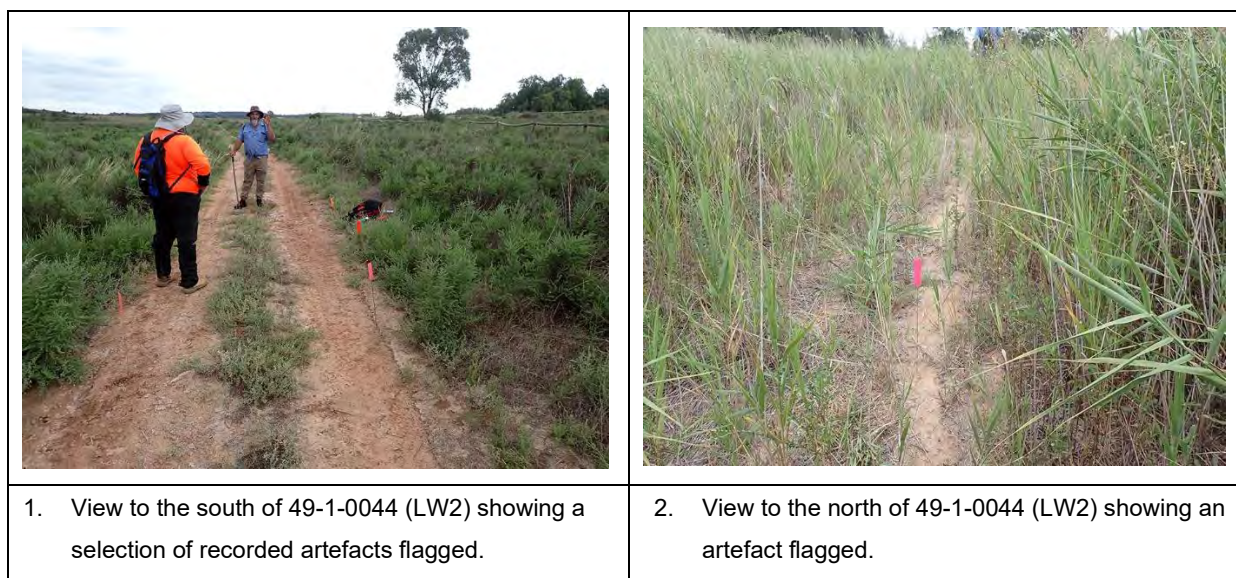 1. View to the south of 49-1-0044 (LW2) showing a
selection of recorded artefacts flagged.
2. View to the north of 49-1-0044 (LW2) showing an
artefact flagged.